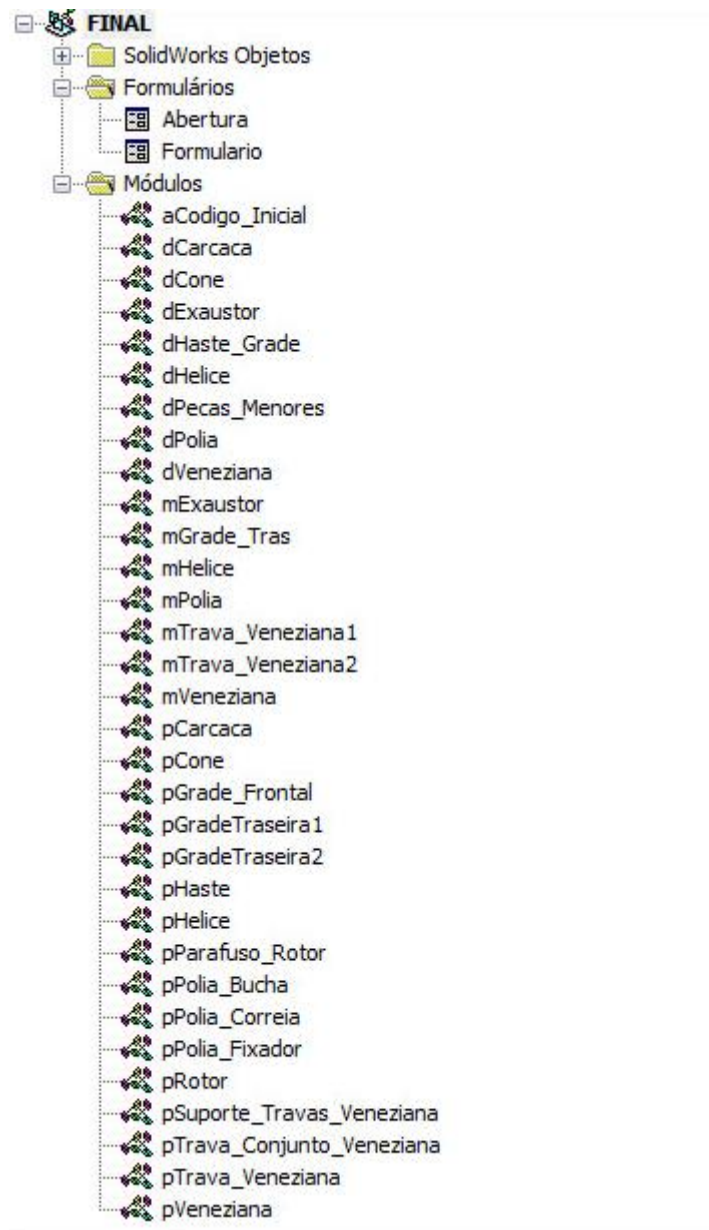 FINAL
SolidWorks Objetos
Formulários
Abertura
Formulario
Módulos
aCodigo_Inicial
dCarcaca
dCone
dExaustor
dHaste_Grade
dHelice
dPecas_Menores
dPolia
dVeneziana
mExaustor
mGrade_Tras
mHelice
mPolia
mTrava_Veneziana1
mTrava_Veneziana2
mVeneziana
pCarcaca
pCone
pGrade_Frontal
pGradeTraseira1
pGradeTraseira2
pHaste
pHelice
pParafuso_Rotor
pPolia_Bucha
pPolia_Correia
pPolia_Fixador
pRotor
pSuporte_Travas_Veneziana
pTrava_Conjunto_Veneziana
pTrava_Veneziana
pVeneziana